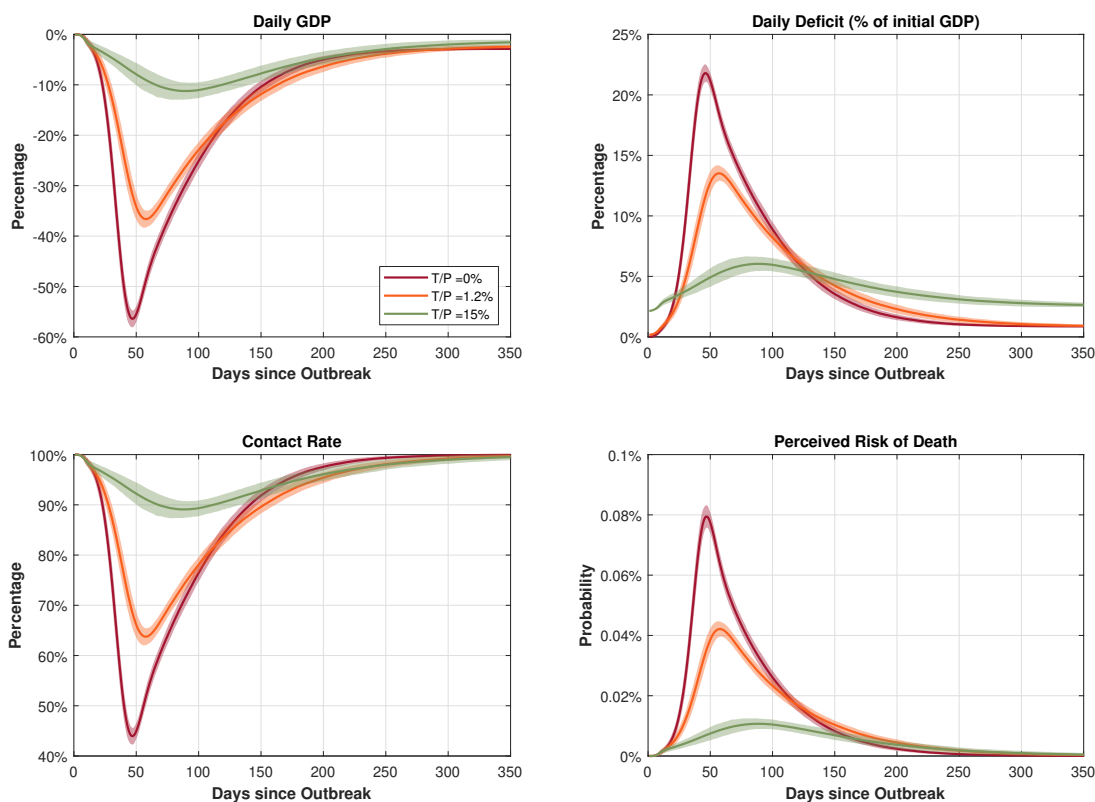 Daily GDP
0%
-10%
-20%
-30%
-40%
-50%
-60%
Percentage
0 50 100 150 200 250 300 350
Days since Outbreak
T/P =0%
T/P =1.2%
T/P =15%
Daily Deficit (% of initial GDP)
25%
20%
15%
10%
5%
0%
Percentage
0 50 100 150 200 250 300 350
Days since Outbreak
Contact Rate
100%
90%
80%
70%
60%
50%
40%
Percentage
0 50 100 150 200 250 300 350
Days since Outbreak
Perceived Risk of Death
0.1%
0.08%
0.06%
0.04%
0.02%
0%
Probability
0 50 100 150 200 250 300 350
Days since Outbreak